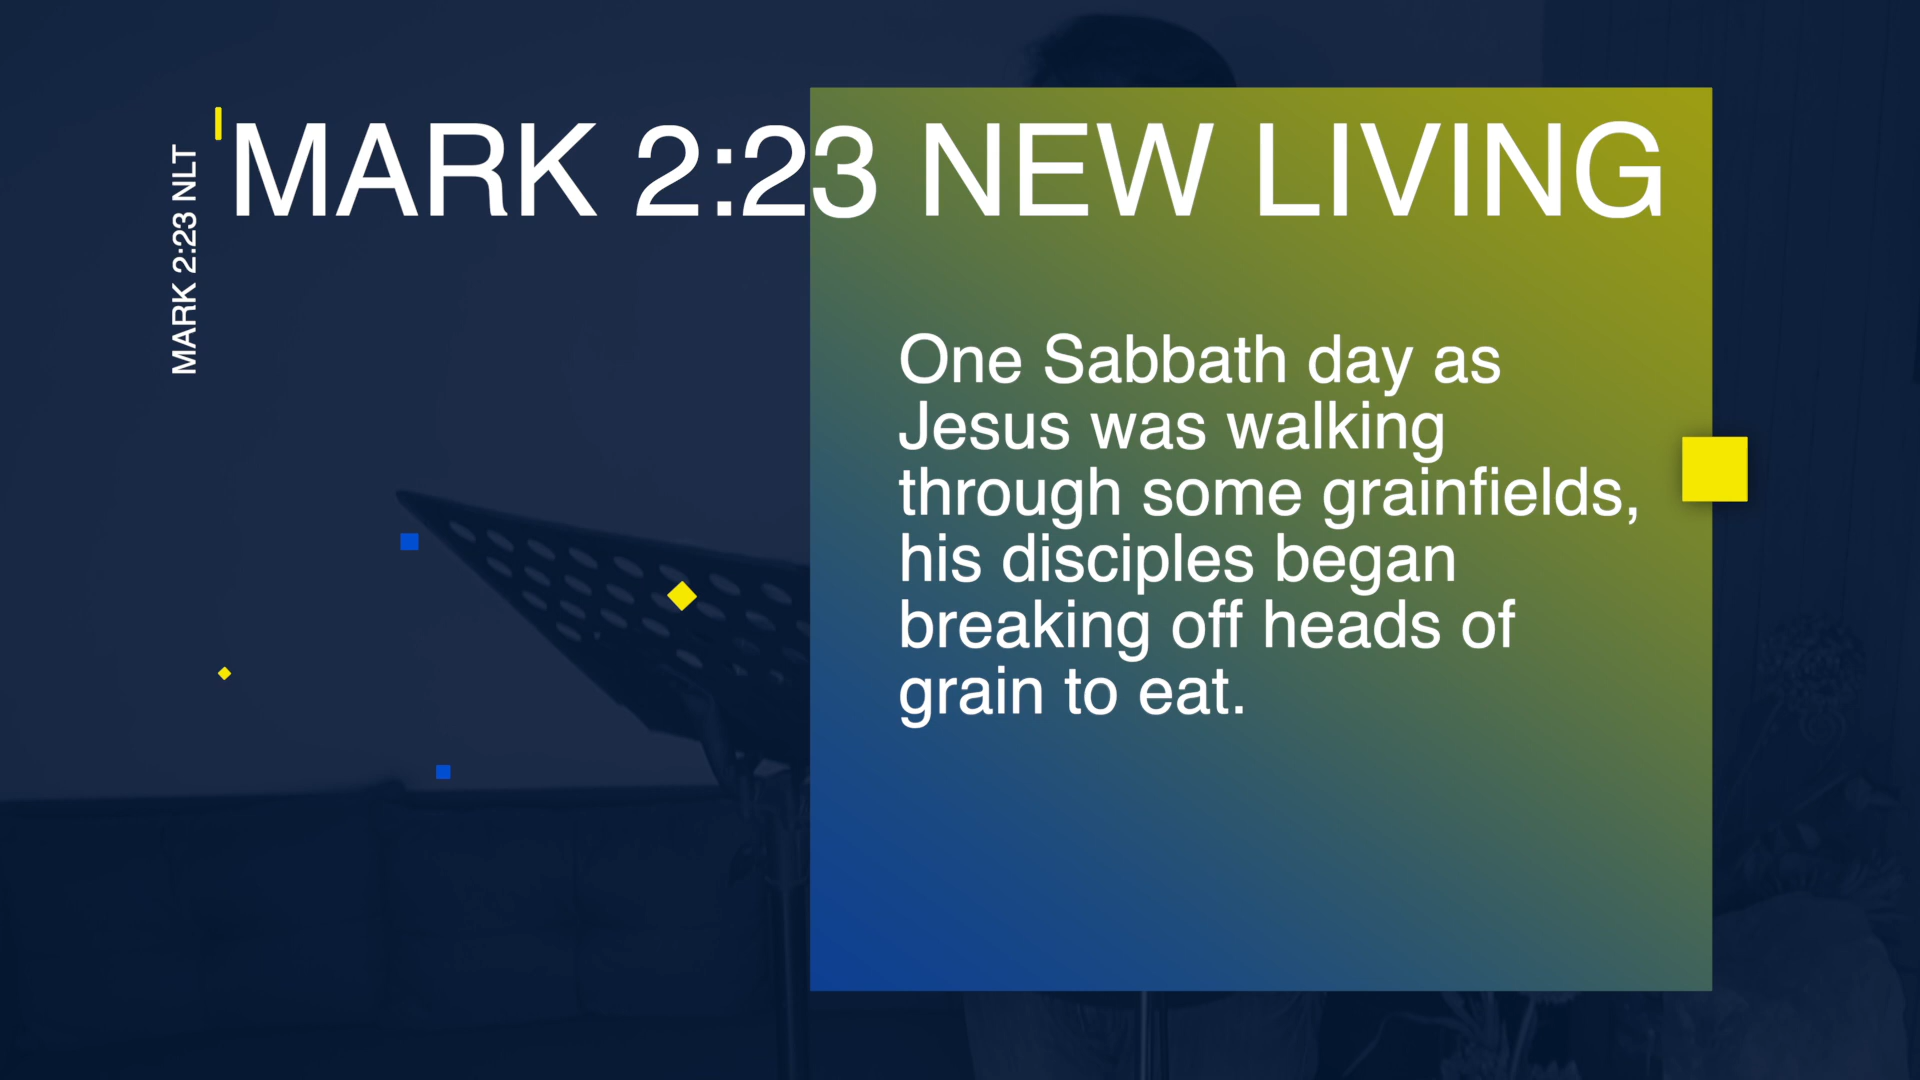 MARK 2:23 NEW LIVING
MARK 2:23 NLT
One Sabbath day as
Jesus was walking
through some grainfields,
his disciples began
breaking off heads of
grain to eat.